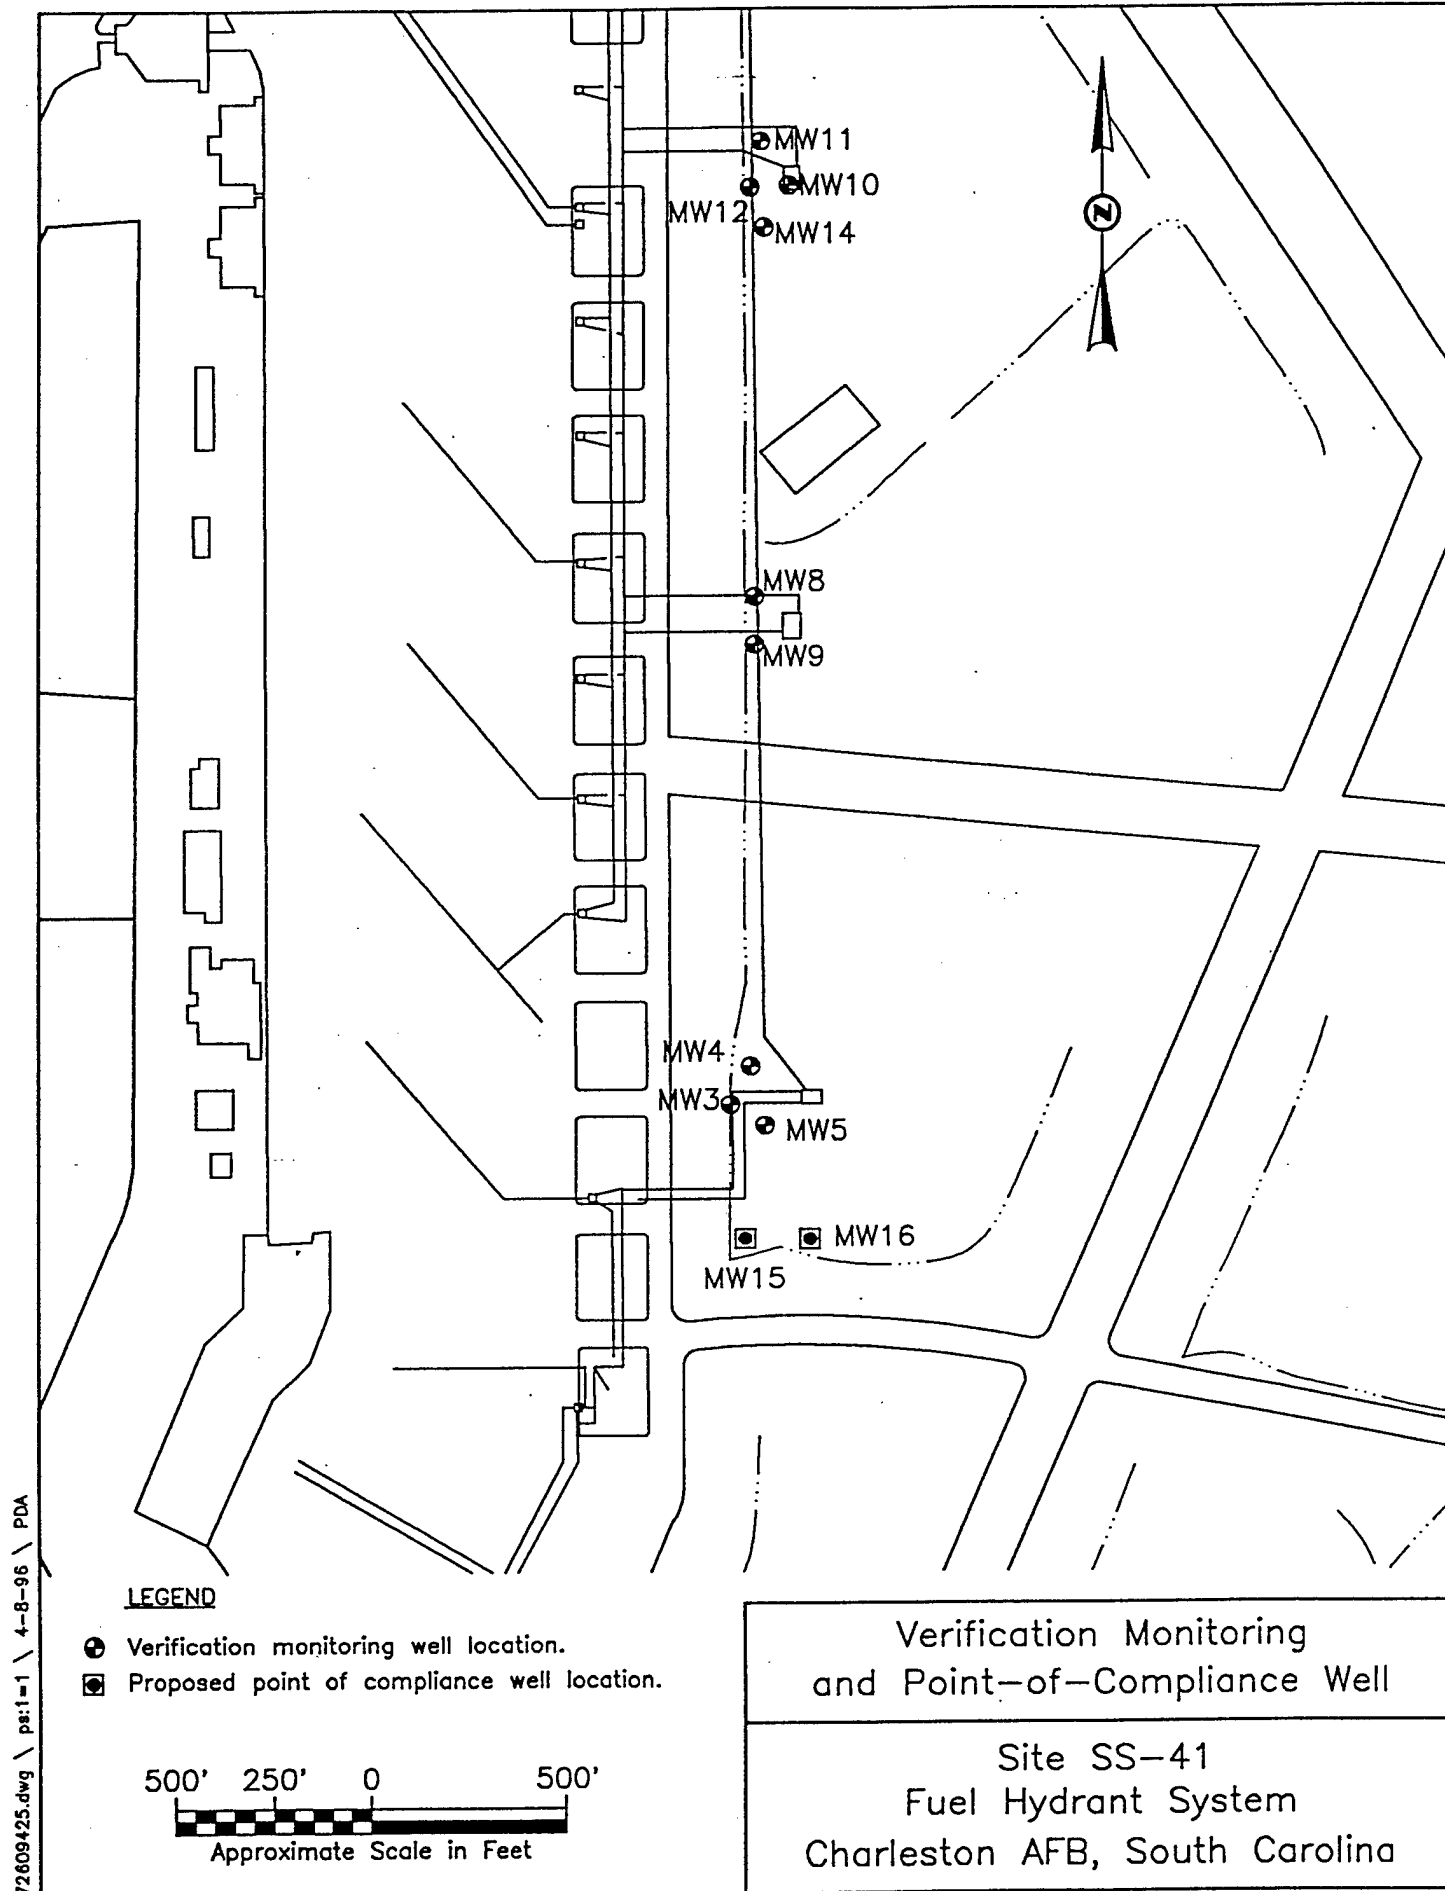 MW11
MW10
MW12
MW14
N
MW8
MW9
MW4
MW3
MW5
MW16
MW15
LEGEND
Verification monitoring well location.
Proposed point of compliance well location.
500' 250' 0 500'
Approximate Scale in Feet
Verification Monitoring
and Point-of-Compliance Well
Site SS-41
Fuel Hydrant System
Charleston AFB, South Carolina
72609425.dwg \ ps:1=1 \ 4-8-96 \ PDA